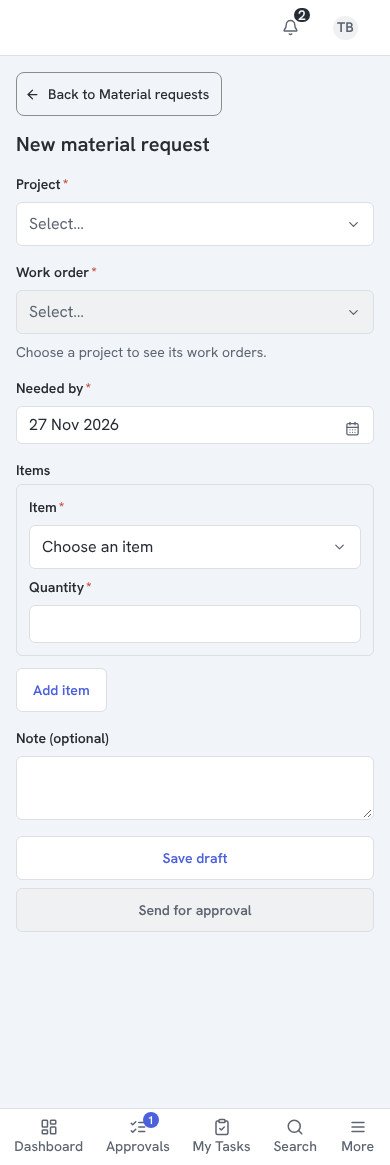 2
TB
Back to Material requests
New material request
Project *
Select...
Work order *
Select...
Choose a project to see its work orders.
Needed by *
27 Nov 2026
Items
Item *
Choose an item
Quantity *
Add item
Note (optional)
Save draft
Send for approval
1
Dashboard Approvals My Tasks Search More